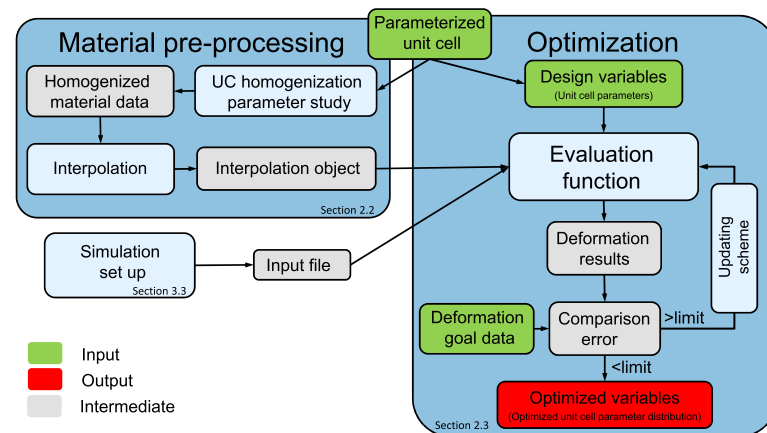 Parameterized
unit cell
Material pre-processing
Optimization
Homogenized
material data
UC homogenization
parameter study
Design variables
(Unit cell parameters)
Interpolation
Interpolation object
Evaluation
function
Section 2.2
Simulation
set up
Section 3.3
Input file
Deformation
results
Updating
scheme
Deformation
goal data
Comparison
error
>limit
<limit
Input
Output
Intermediate
Optimized variables
(Optimized unit cell parameter distribution)
Section 2.3